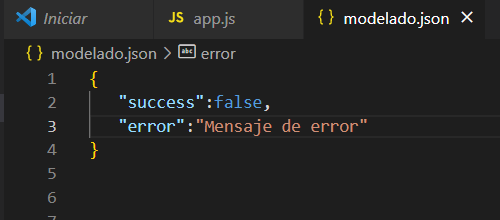 Iniciar JS app.js {} modelado.json ×
{} modelado.json > abc error
1 {
2 "success":false,
3 "error":"Mensaje de error"
4 }
5
6
7